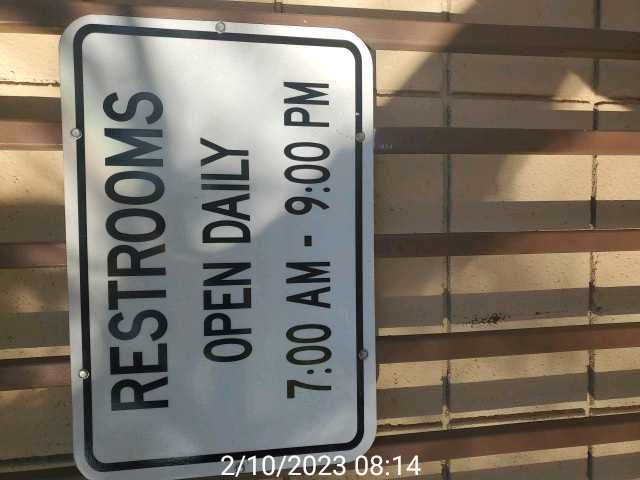 RESTROOMS
OPEN DAILY
7:00 AM - 9:00 PM
2/10/2023 08:14